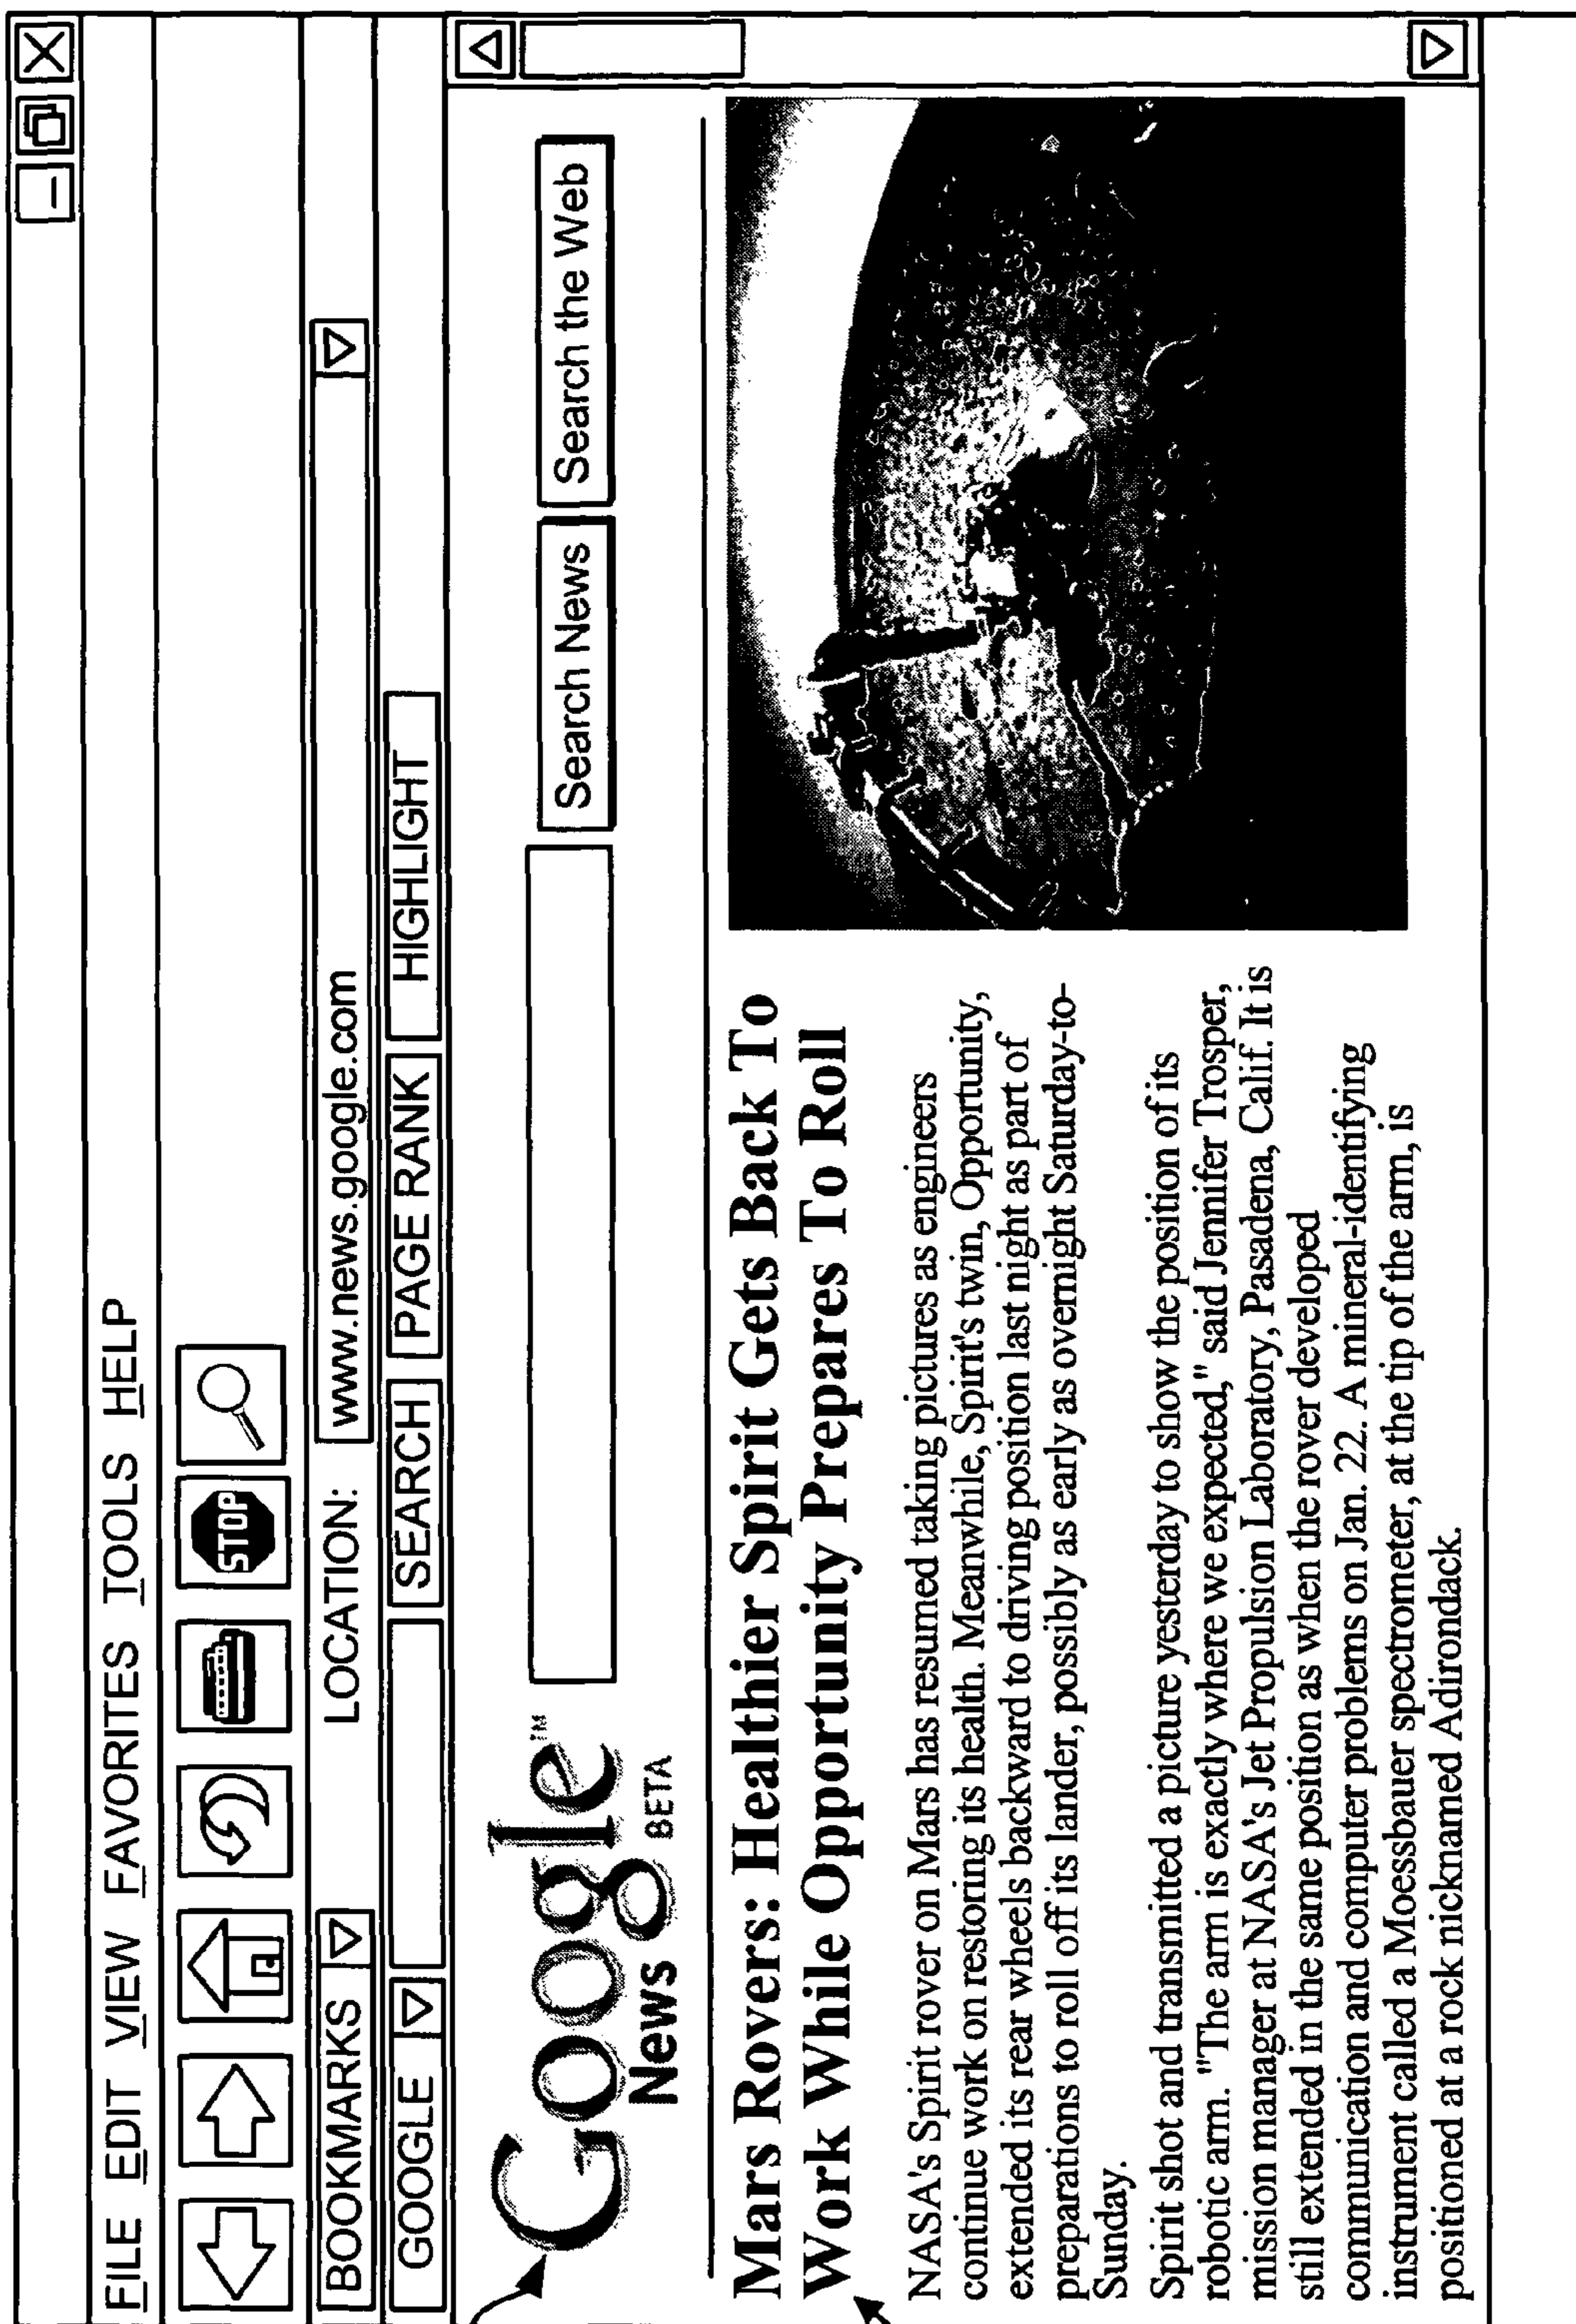 FILE EDIT VIEW FAVORITES TOOLS HELP
STOP
BOOKMARKS LOCATION: www.news.google.com
GOOGLE SEARCH PAGE RANK HIGHLIGHT
Google™ Search News Search the Web
News BETA
Mars Rovers: Healthier Spirit Gets Back To
Work While Opportunity Prepares To Roll
NASA's Spirit rover on Mars has resumed taking pictures as engineers
continue work on restoring its health. Meanwhile, Spirit's twin, Opportunity,
extended its rear wheels backward to driving position last night as part of
preparations to roll off its lander, possibly as early as overnight Saturday-to-
Sunday.
Spirit shot and transmitted a picture yesterday to show the position of its
robotic arm. "The arm is exactly where we expected," said Jennifer Trosper,
mission manager at NASA's Jet Propulsion Laboratory, Pasadena, Calif. It is
still extended in the same position as when the rover developed
communication and computer problems on Jan. 22. A mineral-identifying
instrument called a Moessbauer spectrometer, at the tip of the arm, is
positioned at a rock nicknamed Adirondack.